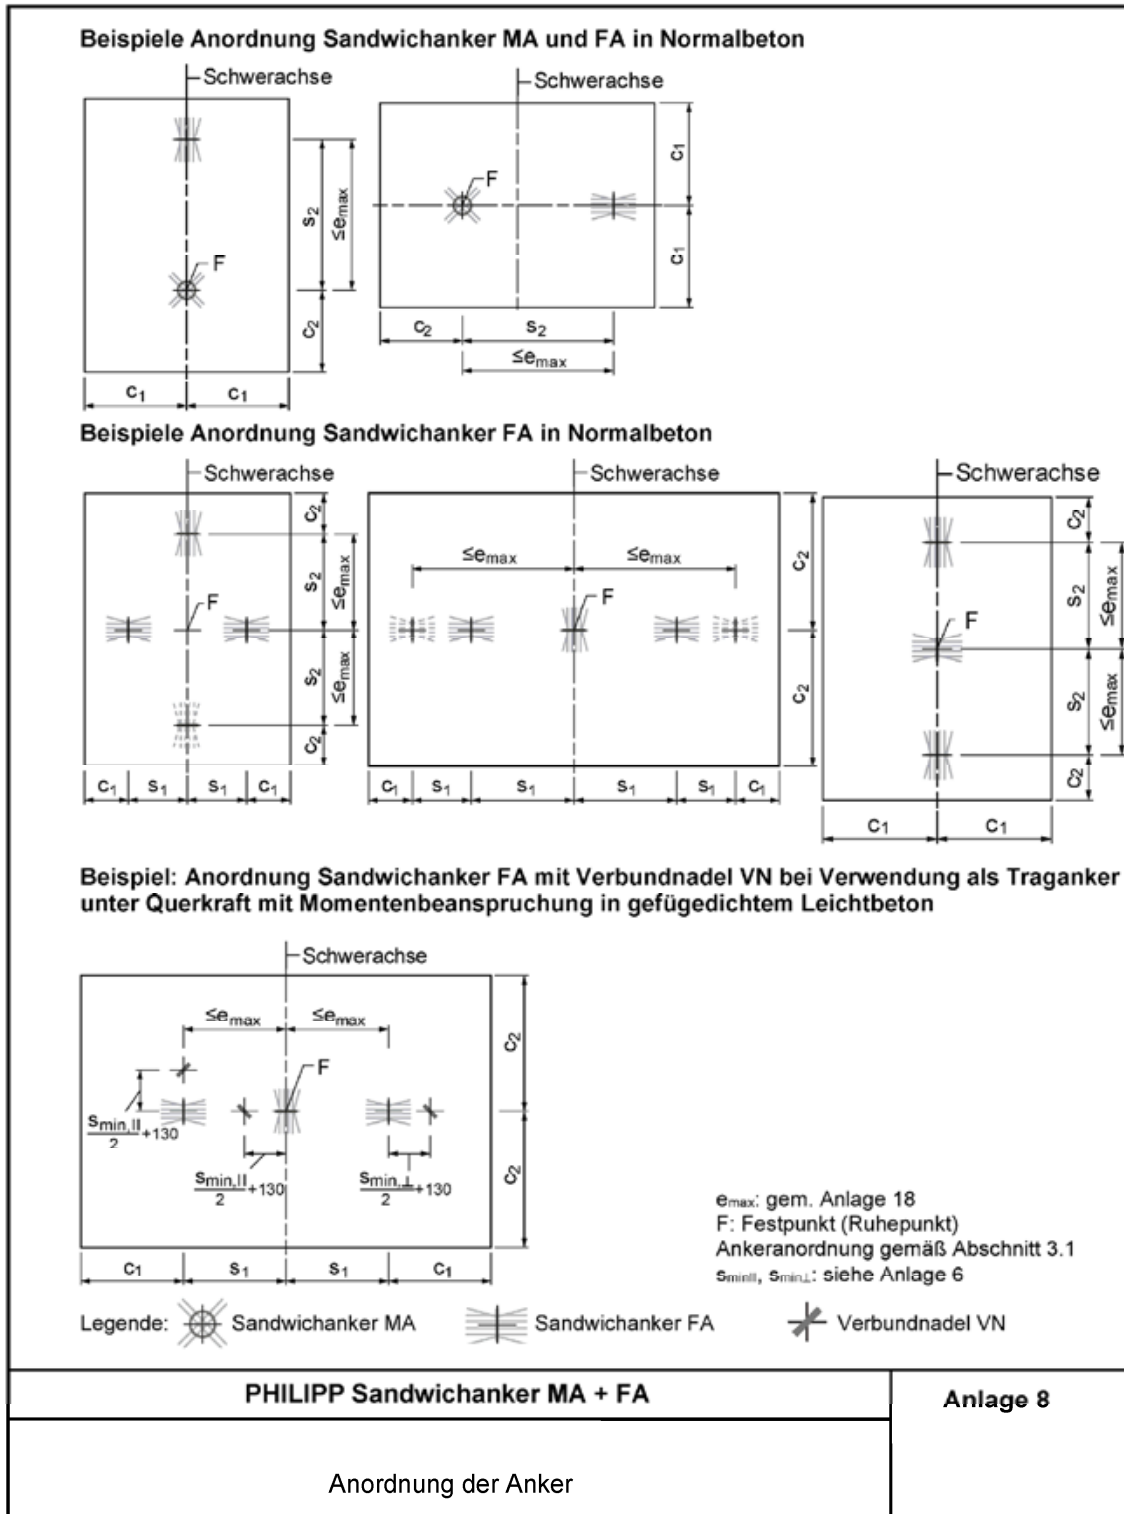 Beispiele Anordnung Sandwichanker MA und FA in Normalbeton
Schwerachse
F
s2
≤emax
c2
c1 c1
Schwerachse
F
c1
c1
c2 s2
≤emax
Beispiele Anordnung Sandwichanker FA in Normalbeton
Schwerachse
F
c2
s2
≤emax
s2
≤emax
c2
c1 s1 s1 c1
Schwerachse
≤emax ≤emax
F
c2
c2
c1 s1 s1 s1 s1 c1
Schwerachse
F
c2
s2
≤emax
s2
≤emax
c2
c1 c1
Beispiel: Anordnung Sandwichanker FA mit Verbundnadel VN bei Verwendung als Traganker
unter Querkraft mit Momentenbeanspruchung in gefügedichtem Leichtbeton
Schwerachse
≤emax ≤emax
F
c2
c2
smin,II/2 +130
smin,II/2 +130
smin,⊥/2 +130
c1 s1 s1 c1
emax: gem. Anlage 18
F: Festpunkt (Ruhepunkt)
Ankeranordnung gemäß Abschnitt 3.1
sminII, smin⊥: siehe Anlage 6
Legende: Sandwichanker MA Sandwichanker FA Verbundnadel VN
PHILIPP Sandwichanker MA + FA
Anlage 8
Anordnung der Anker